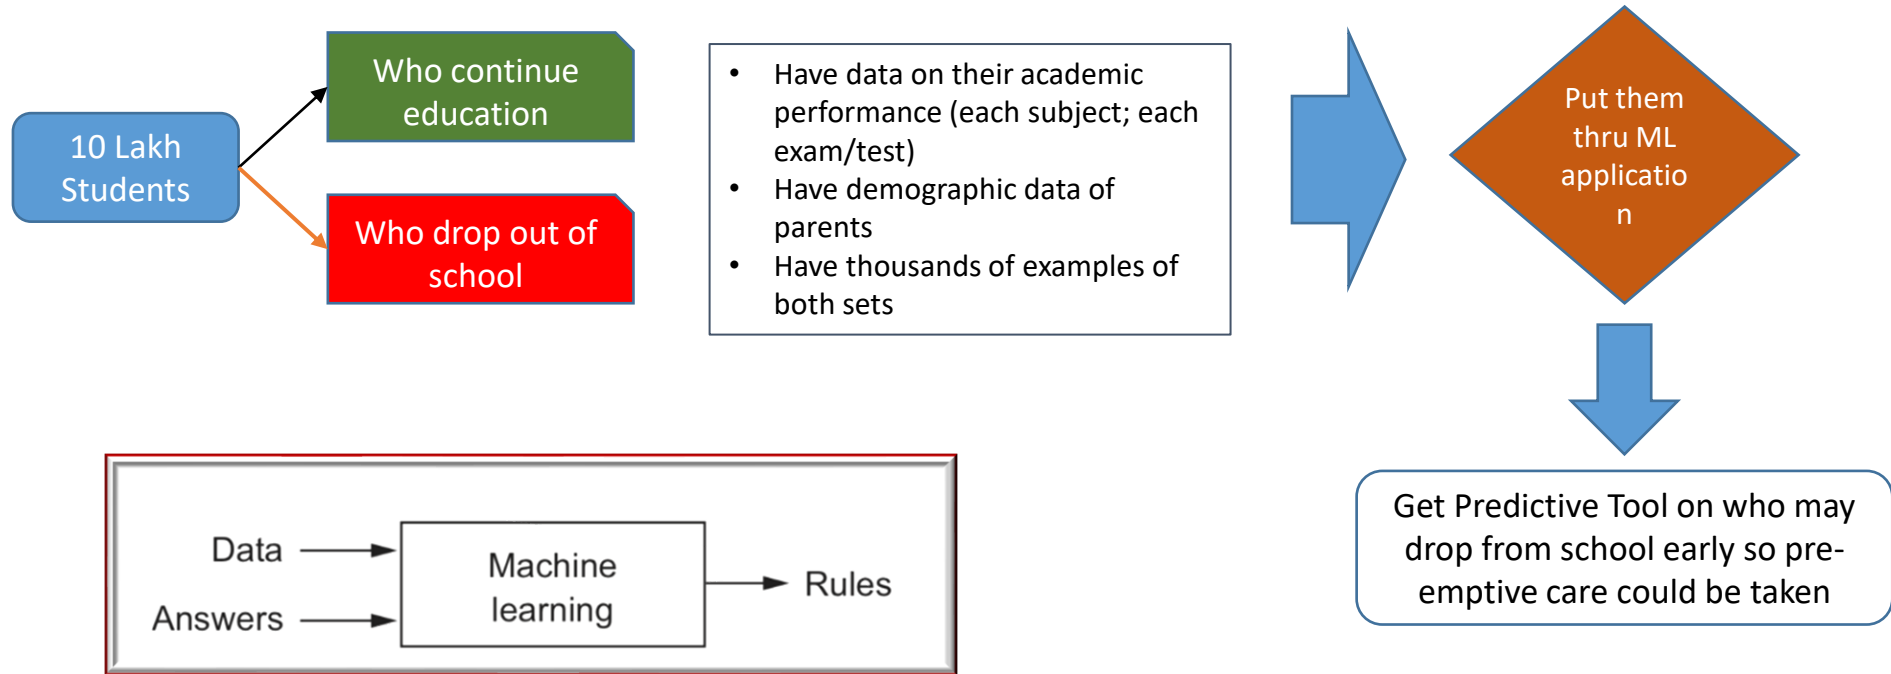 10 Lakh
Students
Who continue
education
Who drop out of
school
• Have data on their academic
performance (each subject; each
exam/test)
• Have demographic data of
parents
• Have thousands of examples of
both sets
Put them
thru ML
applicatio
n
Get Predictive Tool on who may
drop from school early so pre-
emptive care could be taken
Data
Answers
Machine
learning
Rules